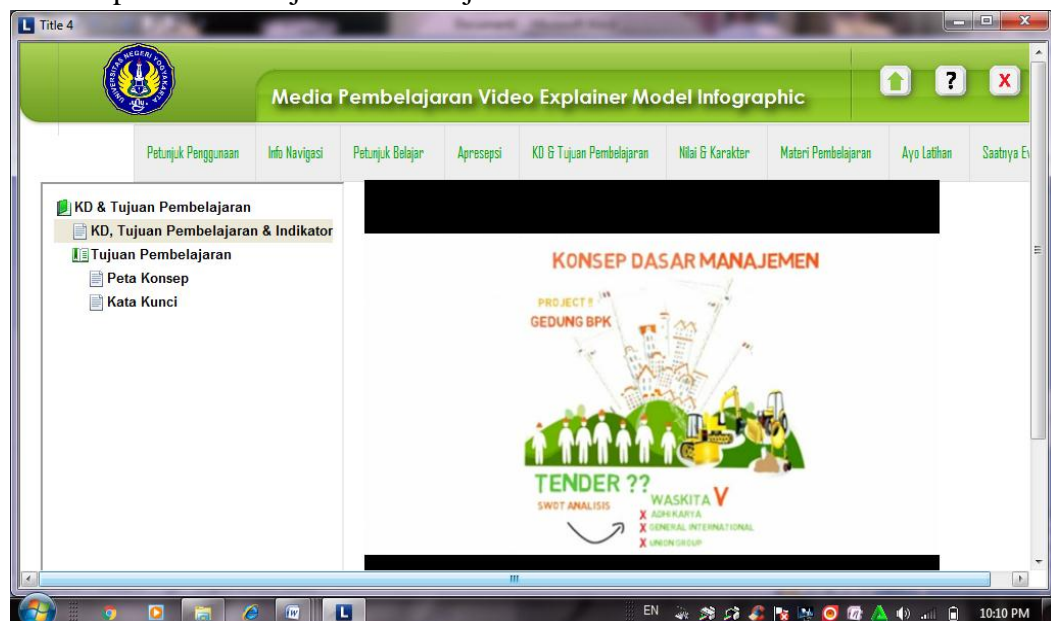 Title 4
Media Pembelajaran Video Explainer Model Infographic
?
X
Petunjuk Penggunaan
Info Navigasi
Petunjuk Belajar
Apresepsi
KD & Tujuan Pembelajaran
Nilai & Karakter
Materi Pembelajaran
Ayo Latihan
Saatnya Ev
KD & Tujuan Pembelajaran
KD, Tujuan Pembelajaran & Indikator
Tujuan Pembelajaran
Peta Konsep
Kata Kunci
KONSEP DASAR MANAJEMEN
PROJECT !!
GEDUNG BPK
TENDER ??
SWOT ANALISIS
WASKITA V
X ADHI KARYA
X GENERAL INTERNATIONAL
X UNION GROUP
EN
10:10 PM